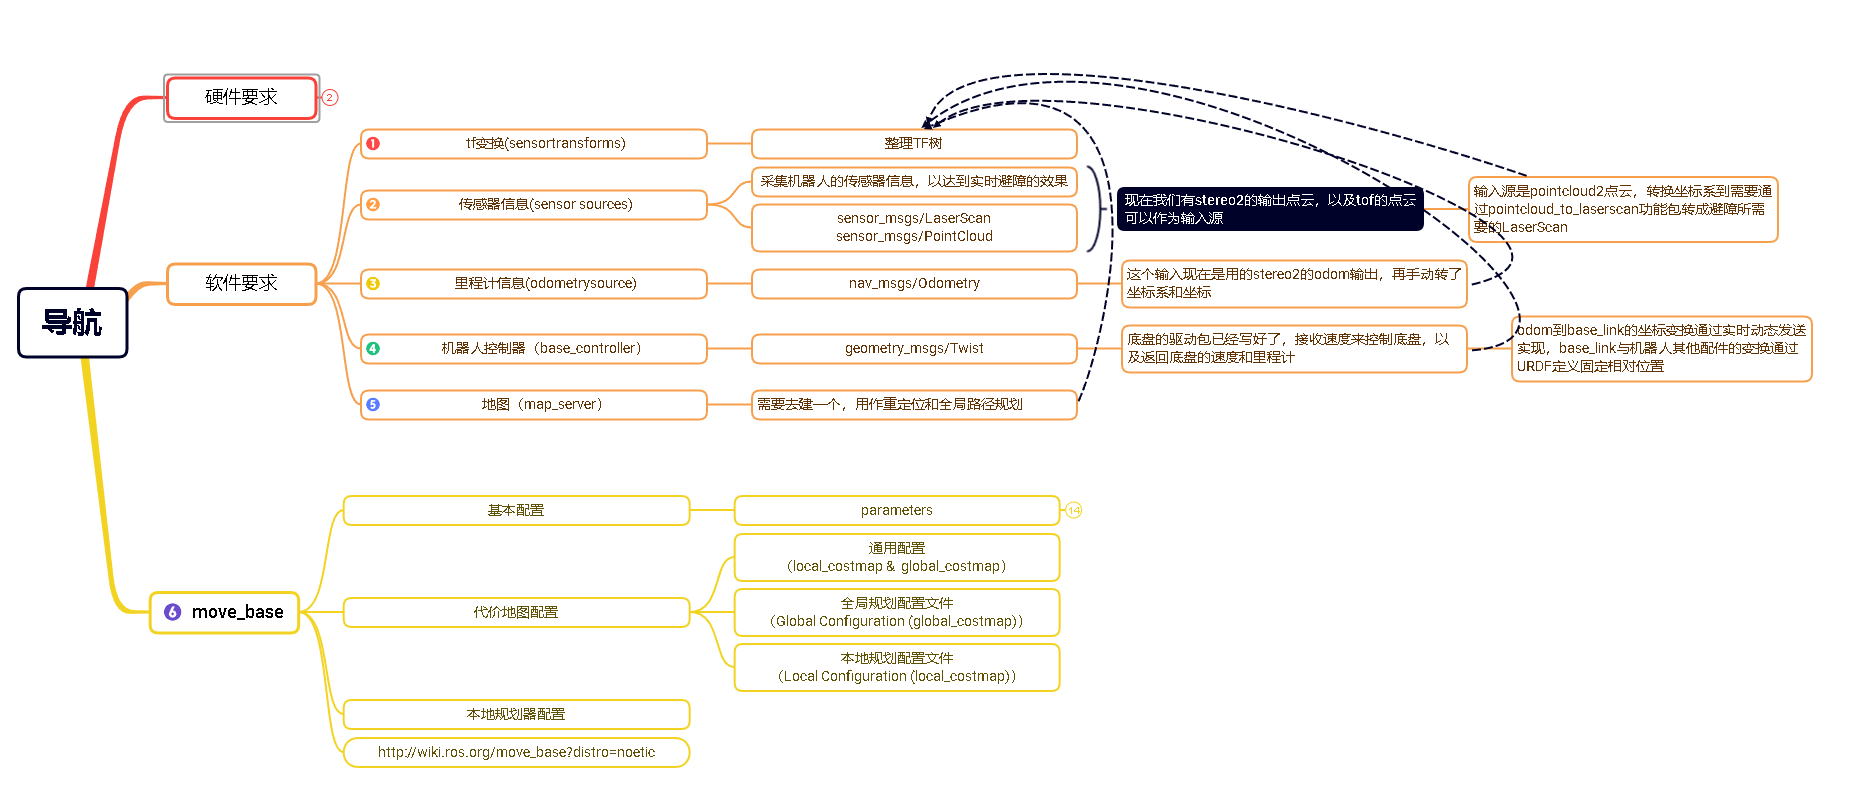 导航
硬件要求
2
软件要求
1
tf变换(sensortransforms)
整理TF树
2
传感器信息(sensor sources)
采集机器人的传感器信息，以达到实时避障的效果
sensor_msgs/LaserScan
sensor_msgs/PointCloud
现在我们有stereo2的输出点云，以及tof的点云
可以作为输入源
输入源是pointcloud2点云，转换坐标系到需要通
过pointcloud_to_laserscan功能包转成避障所需
要的LaserScan
3
里程计信息(odometrysource)
nav_msgs/Odometry
这个输入现在是用的stereo2的odom输出，再手动转了
坐标系和坐标
4
机器人控制器（base_controller）
geometry_msgs/Twist
底盘的驱动包已经写好了，接收速度来控制底盘，以
及返回底盘的速度和里程计
odom到base_link的坐标变换通过实时动态发送
实现，base_link与机器人其他配件的变换通过
URDF定义固定相对位置
5
地图（map_server）
需要去建一个，用作重定位和全局路径规划
6
move_base
基本配置
parameters
14
代价地图配置
通用配置
（local_costmap & global_costmap）
全局规划配置文件
（Global Configuration (global_costmap)）
本地规划配置文件
（Local Configuration (local_costmap)）
本地规划器配置
http://wiki.ros.org/move_base?distro=noetic